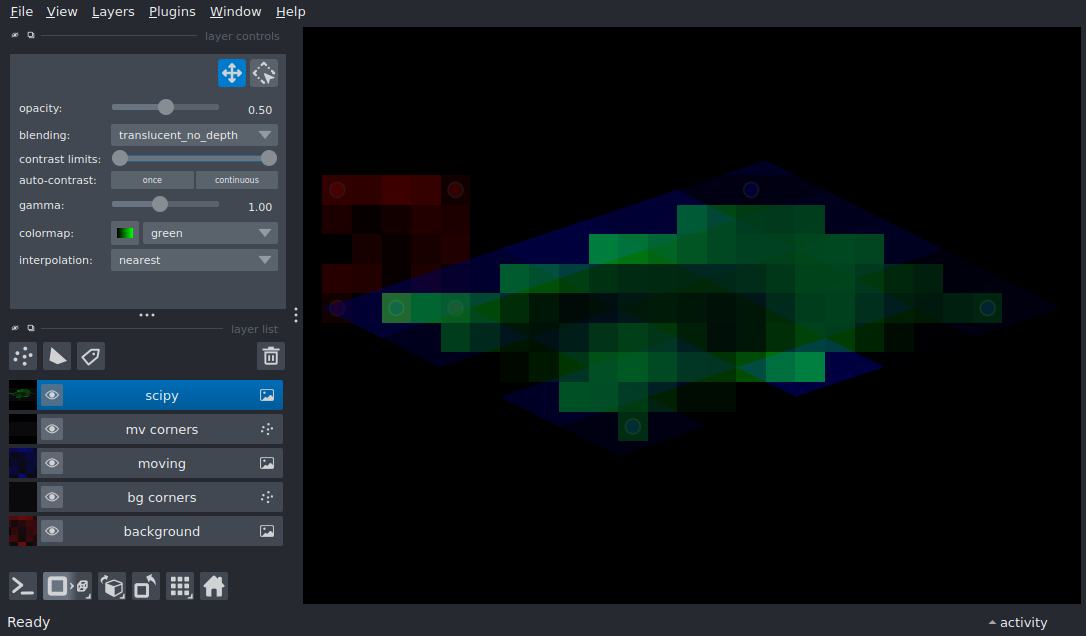 File View Layers Plugins Window Help
layer controls
opacity: 0.50
blending: translucent_no_depth
contrast limits:
auto-contrast: once continuous
gamma: 1.00
colormap: green
interpolation: nearest
layer list
scipy
mv corners
moving
bg corners
background
Ready activity